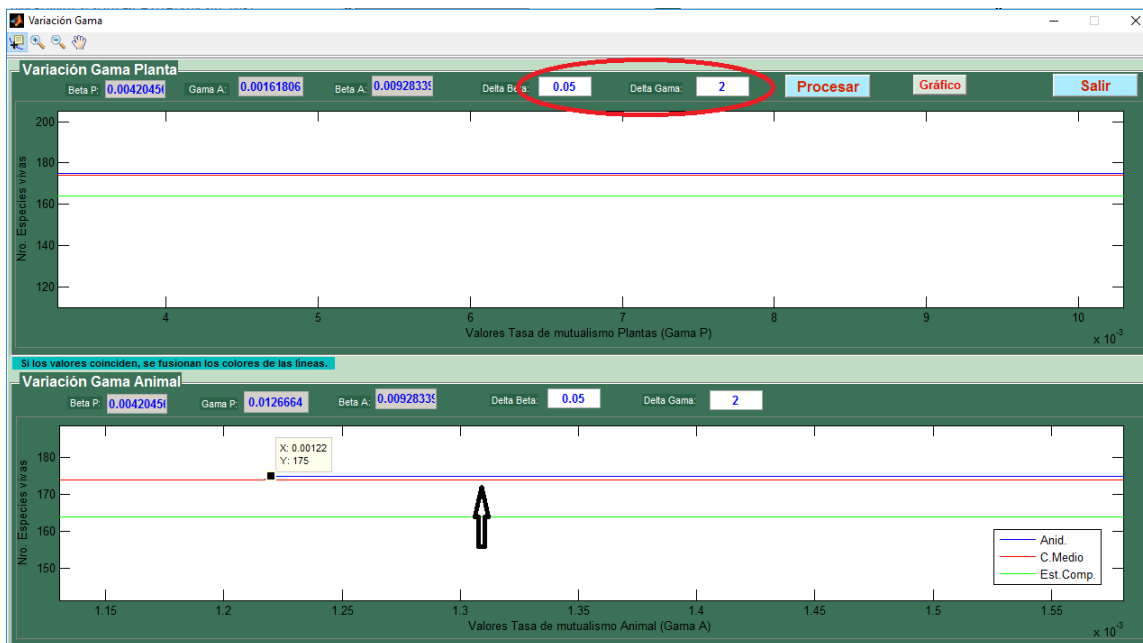 Variación Gama
Variación Gama Planta
Beta P: 0.0042045 Gama A: 0.00161806 Beta A: 0.0092833 Delta Beta: 0.05 Delta Gama: 2 Procesar Gráfico Salir
200
180
160
140
120
Nro. Especies vivas
4 5 6 7 8 9 10
Valores Tasa de mutualismo Plantas (Gama P)
x 10⁻³
Si los valores coinciden, se fusionan los colores de las líneas.
Variación Gama Animal
Beta P: 0.0042045 Gama P: 0.0126664 Beta A: 0.0092833 Delta Beta: 0.05 Delta Gama: 2
X: 0.00122
Y: 175
180
170
160
150
Nro. Especies vivas
Anid.
C.Medio
Est.Comp.
1.15 1.2 1.25 1.3 1.35 1.4 1.45 1.5 1.55
Valores Tasa de mutualismo Animal (Gama A)
x 10⁻³